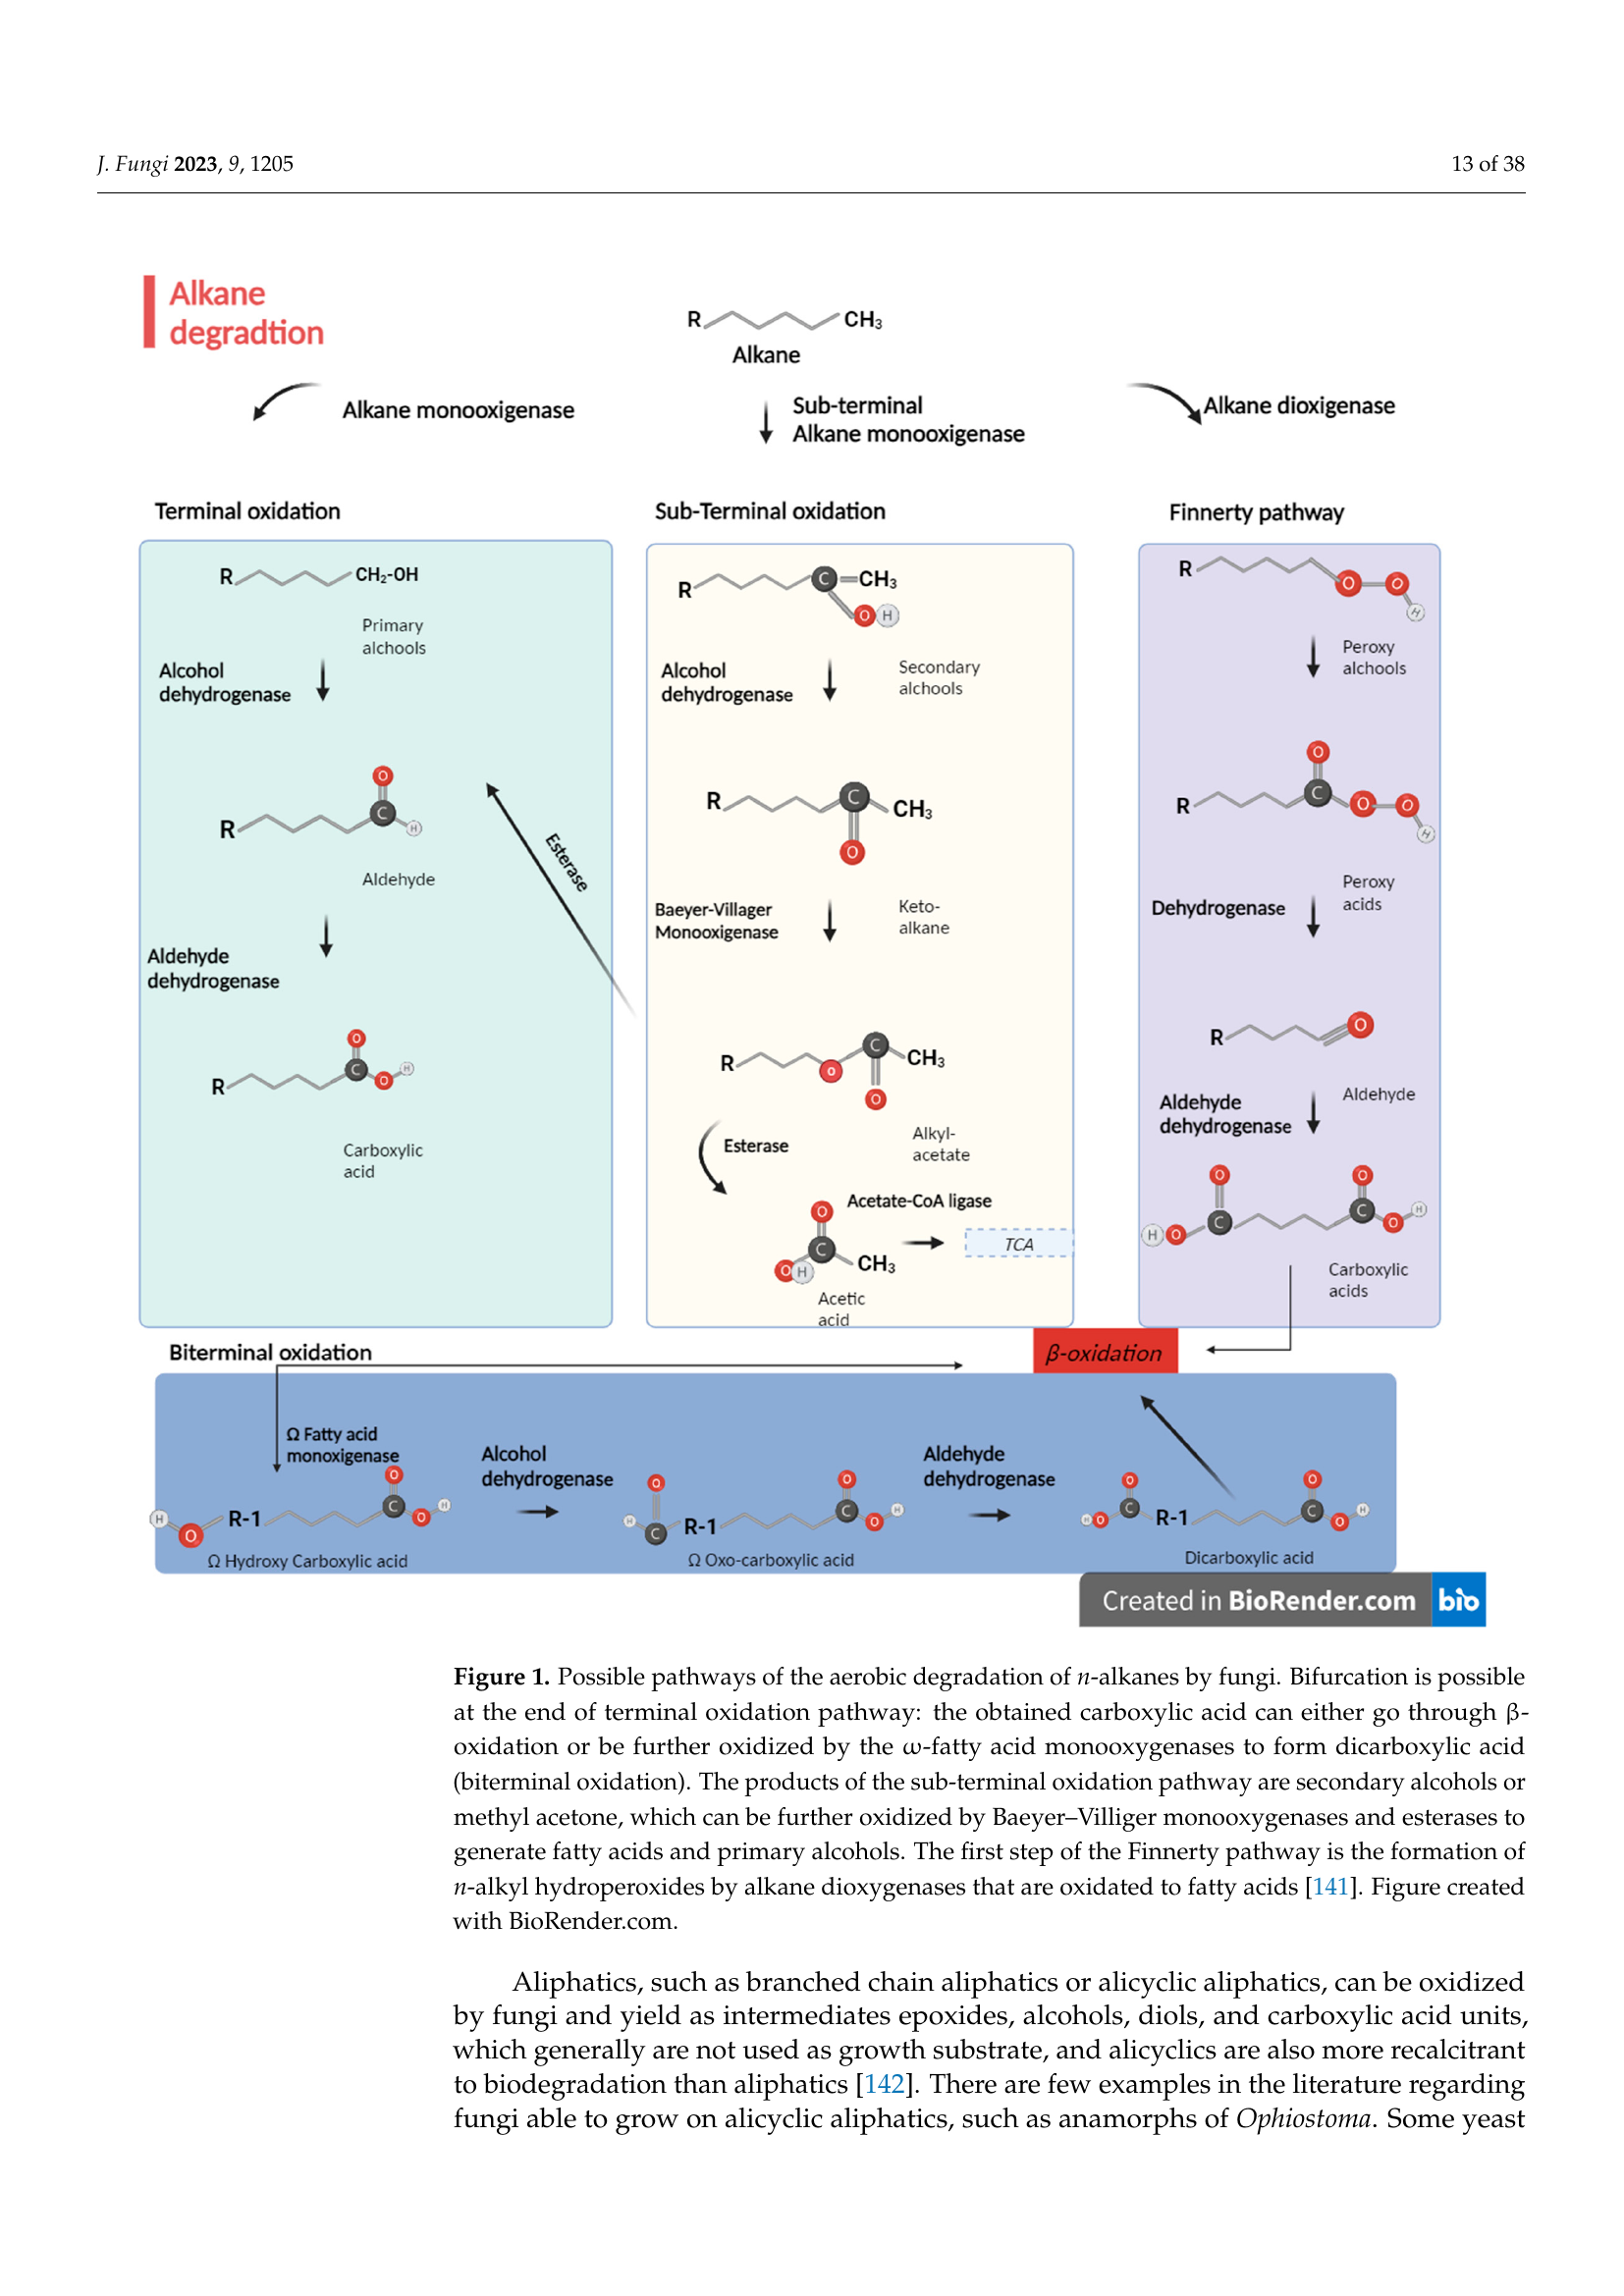 J. Fungi 2023, 9, 1205
13 of 38
Alkane
degradtion
R CH₃
Alkane
Alkane monooxigenase
Sub-terminal
Alkane monooxigenase
Alkane dioxigenase
Terminal oxidation
R CH₂-OH
Primary
alchools
Alcohol
dehydrogenase
O
R C H
Aldehyde
Aldehyde
dehydrogenase
O
R C O H
Carboxylic
acid
Esterase
Sub-Terminal oxidation
R C CH₃
O H
Secondary
alchools
Alcohol
dehydrogenase
R C CH₃
O
Keto-
alkane
Baeyer-Villager
Monooxigenase
R O C CH₃
O
Alkyl-
acetate
Esterase
Acetate-CoA ligase
O
C CH₃
O H
Acetic
acid
TCA
Finnerty pathway
R O O
H
Peroxy
alchools
O
R C O O
H
Peroxy
acids
Dehydrogenase
R O
Aldehyde
Aldehyde
dehydrogenase
O O
H O C C O H
Carboxylic
acids
Biterminal oxidation
β-oxidation
Ω Fatty acid
monoxigenase
O
H O R-1 C O H
Ω Hydroxy Carboxylic acid
Alcohol
dehydrogenase
O O
H C R-1 C O H
Ω Oxo-carboxylic acid
Aldehyde
dehydrogenase
O O
H O C R-1 C O H
Dicarboxylic acid
Created in BioRender.com bio
Figure 1. Possible pathways of the aerobic degradation of n-alkanes by fungi. Bifurcation is possible
at the end of terminal oxidation pathway: the obtained carboxylic acid can either go through β-
oxidation or be further oxidized by the ω-fatty acid monooxygenases to form dicarboxylic acid
(biterminal oxidation). The products of the sub-terminal oxidation pathway are secondary alcohols or
methyl acetone, which can be further oxidized by Baeyer–Villiger monooxygenases and esterases to
generate fatty acids and primary alcohols. The first step of the Finnerty pathway is the formation of
n-alkyl hydroperoxides by alkane dioxygenases that are oxidated to fatty acids [141]. Figure created
with BioRender.com.
Aliphatics, such as branched chain aliphatics or alicyclic aliphatics, can be oxidized
by fungi and yield as intermediates epoxides, alcohols, diols, and carboxylic acid units,
which generally are not used as growth substrate, and alicyclics are also more recalcitrant
to biodegradation than aliphatics [142]. There are few examples in the literature regarding
fungi able to grow on alicyclic aliphatics, such as anamorphs of Ophiostoma. Some yeast